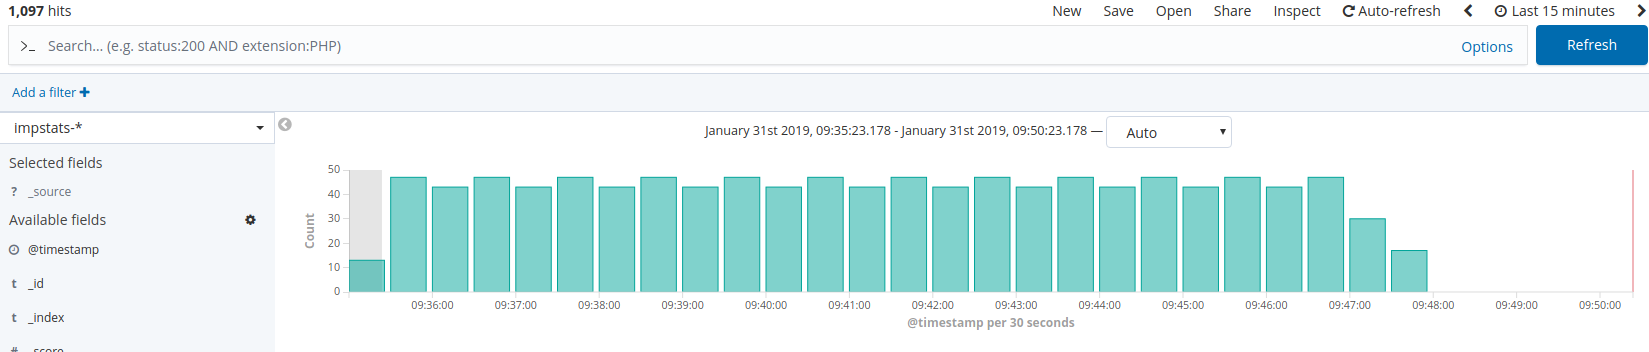 1,097 hits
New Save Open Share Inspect Auto-refresh Last 15 minutes
>_ Search... (e.g. status:200 AND extension:PHP)
Options
Refresh
Add a filter +
impstats-*
Selected fields
? _source
Available fields
@timestamp
t _id
t _index
# _score
January 31st 2019, 09:35:23.178 - January 31st 2019, 09:50:23.178 —
Auto
Count
50
40
30
20
10
0
09:36:00 09:37:00 09:38:00 09:39:00 09:40:00 09:41:00 09:42:00 09:43:00 09:44:00 09:45:00 09:46:00 09:47:00 09:48:00 09:49:00 09:50:00
@timestamp per 30 seconds